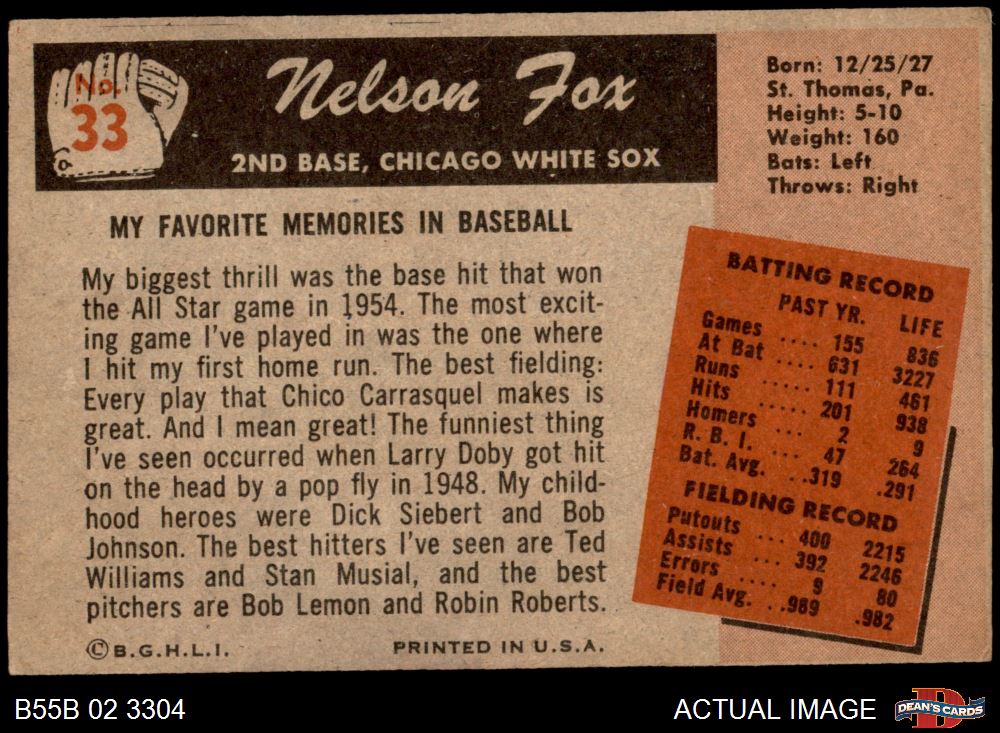 No.
33
Nelson Fox
2ND BASE, CHICAGO WHITE SOX
Born: 12/25/27
St. Thomas, Pa.
Height: 5-10
Weight: 160
Bats: Left
Throws: Right
MY FAVORITE MEMORIES IN BASEBALL
My biggest thrill was the base hit that won
the All Star game in 1954. The most excit-
ing game I've played in was the one where
I hit my first home run. The best fielding:
Every play that Chico Carrasquel makes is
great. And I mean great! The funniest thing
I've seen occurred when Larry Doby got hit
on the head by a pop fly in 1948. My child-
hood heroes were Dick Siebert and Bob
Johnson. The best hitters I've seen are Ted
Williams and Stan Musial, and the best
pitchers are Bob Lemon and Robin Roberts.
BATTING RECORD
PAST YR. LIFE
Games .... 155 836
At Bat .... 631 3227
Runs ..... 111 461
Hits ..... 201 938
Homers ... 2 9
R. B. I. ... 47 264
Bat. Avg. ..319 .291
FIELDING RECORD
Putouts ... 400 2215
Assists ... 392 2246
Errors .... 9 80
Field Avg. ..989 .982
©B.G.H.L.I. PRINTED IN U.S.A.
B55B 02 3304 ACTUAL IMAGE
D
DEAN'S CARDS